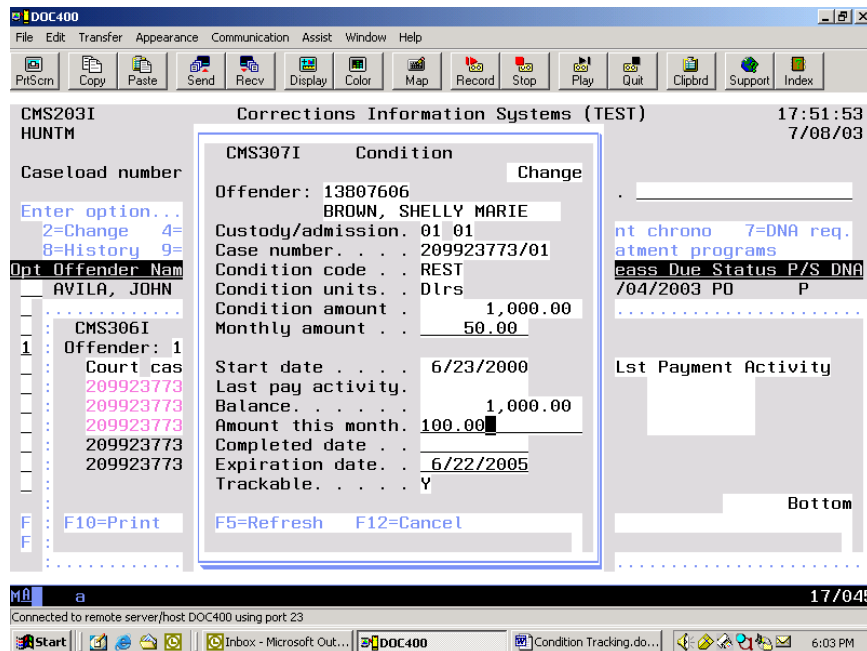 DOC400
File Edit Transfer Appearance Communication Assist Window Help
PrtScrn Copy Paste Send Recv Display Color Map Record Stop Play Quit Clipbrd Support Index
CMS203I Corrections Information Systems (TEST) 17:51:53
HUNTM 7/08/03
CMS307I Condition
Caseload number Change
Offender: 13807606 .
Enter option... BROWN, SHELLY MARIE
2=Change 4= Custody/admission. 01 01 nt chrono 7=DNA req.
8=History 9= Case number. . . . 209923773/01 atment programs
Opt Offender Nam Condition code . . REST eass Due Status P/S DNA
AVILA, JOHN Condition units. . Dlrs /04/2003 PO P
Condition amount . 1,000.00
: CMS306I Monthly amount . . 50.00
1 : Offender: 1
: Court cas Start date . . . . 6/23/2000 Lst Payment Activity
: 209923773 Last pay activity.
: 209923773 Balance. . . . . . 1,000.00
: 209923773 Amount this month. 100.00
: 209923773 Completed date . .
: 209923773 Expiration date. . 6/22/2005
: Trackable. . . . . Y
: Bottom
F : F10=Print F5=Refresh F12=Cancel
F :
MA a 17/045
Connected to remote server/host DOC400 using port 23
Start Inbox - Microsoft Out... DOC400 Condition Tracking.do... 6:03 PM